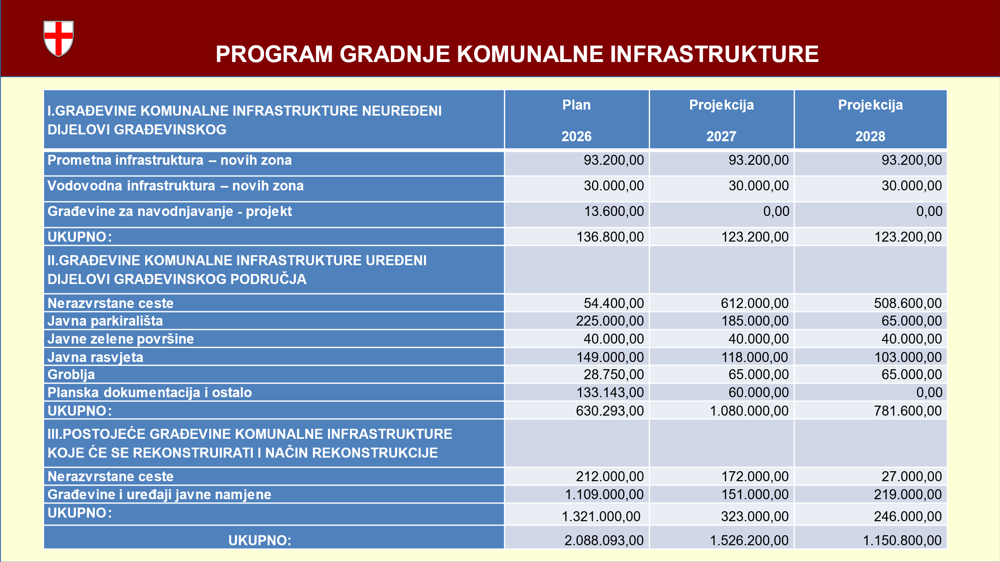 PROGRAM GRADNJE KOMUNALNE INFRASTRUKTURE
I.GRAĐEVINE KOMUNALNE INFRASTRUKTURE NEUREĐENI
DIJELOVI GRAĐEVINSKOG
Plan
2026
Projekcija
2027
Projekcija
2028
Prometna infrastruktura – novih zona 93.200,00 93.200,00 93.200,00
Vodovodna infrastruktura – novih zona 30.000,00 30.000,00 30.000,00
Građevine za navodnjavanje - projekt 13.600,00 0,00 0,00
UKUPNO: 136.800,00 123.200,00 123.200,00
II.GRAĐEVINE KOMUNALNE INFRASTRUKTURE UREĐENI
DIJELOVI GRAĐEVINSKOG PODRUČJA
Nerazvrstane ceste 54.400,00 612.000,00 508.600,00
Javna parkirališta 225.000,00 185.000,00 65.000,00
Javne zelene površine 40.000,00 40.000,00 40.000,00
Javna rasvjeta 149.000,00 118.000,00 103.000,00
Groblja 28.750,00 65.000,00 65.000,00
Planska dokumentacija i ostalo 133.143,00 60.000,00 0,00
UKUPNO: 630.293,00 1.080.000,00 781.600,00
III.POSTOJEĆE GRAĐEVINE KOMUNALNE INFRASTRUKTURE
KOJE ĆE SE REKONSTRUIRATI I NAČIN REKONSTRUKCIJE
Nerazvrstane ceste 212.000,00 172.000,00 27.000,00
Građevine i uređaji javne namjene 1.109.000,00 151.000,00 219.000,00
UKUPNO: 1.321.000,00 323.000,00 246.000,00
UKUPNO: 2.088.093,00 1.526.200,00 1.150.800,00